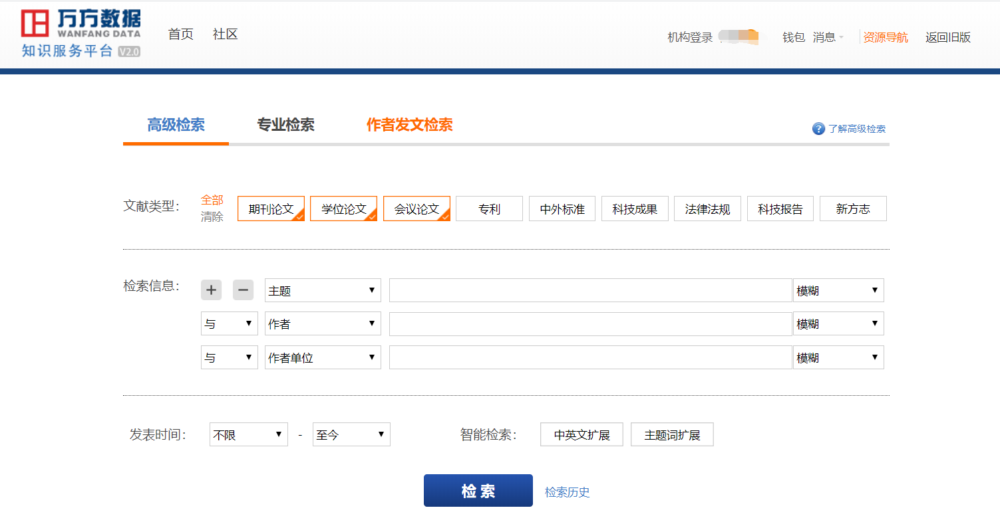 万方数据
WANFANG DATA
知识服务平台 V2.0
首页 社区
机构登录 钱包 消息 资源导航 返回旧版
高级检索 专业检索 作者发文检索 ? 了解高级检索
文献类型： 全部 清除 期刊论文 学位论文 会议论文 专利 中外标准 科技成果 法律法规 科技报告 新方志
检索信息： + − 主题 模糊
与 作者 模糊
与 作者单位 模糊
发表时间： 不限 - 至今 智能检索： 中英文扩展 主题词扩展
检索 检索历史